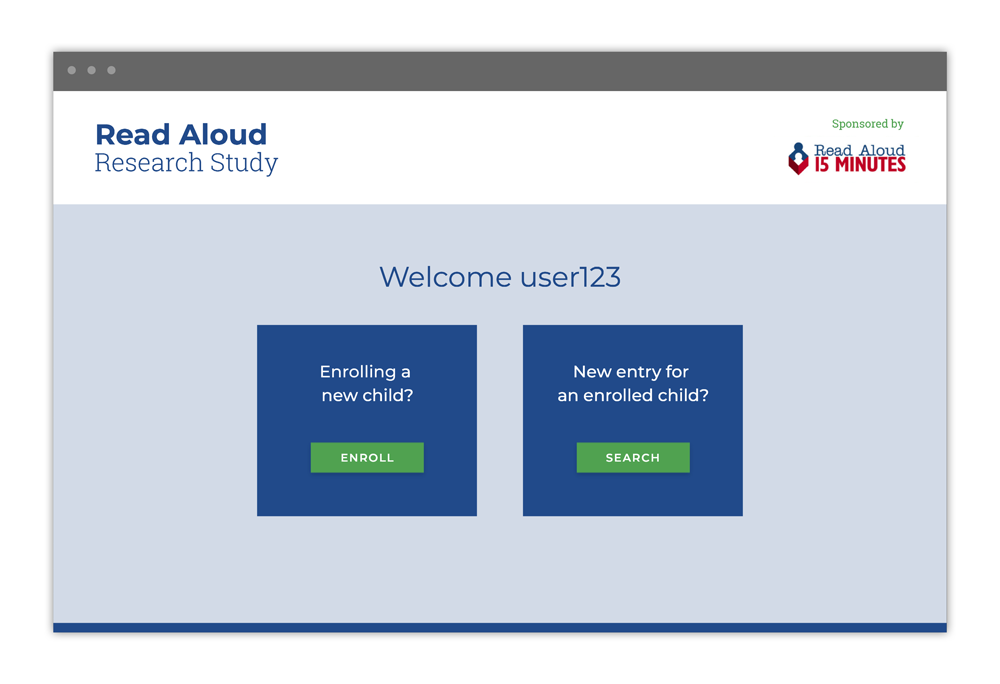 Read Aloud
Research Study
Sponsored by
Read Aloud
15 MINUTES
Welcome user123
Enrolling a
new child?
ENROLL
New entry for
an enrolled child?
SEARCH